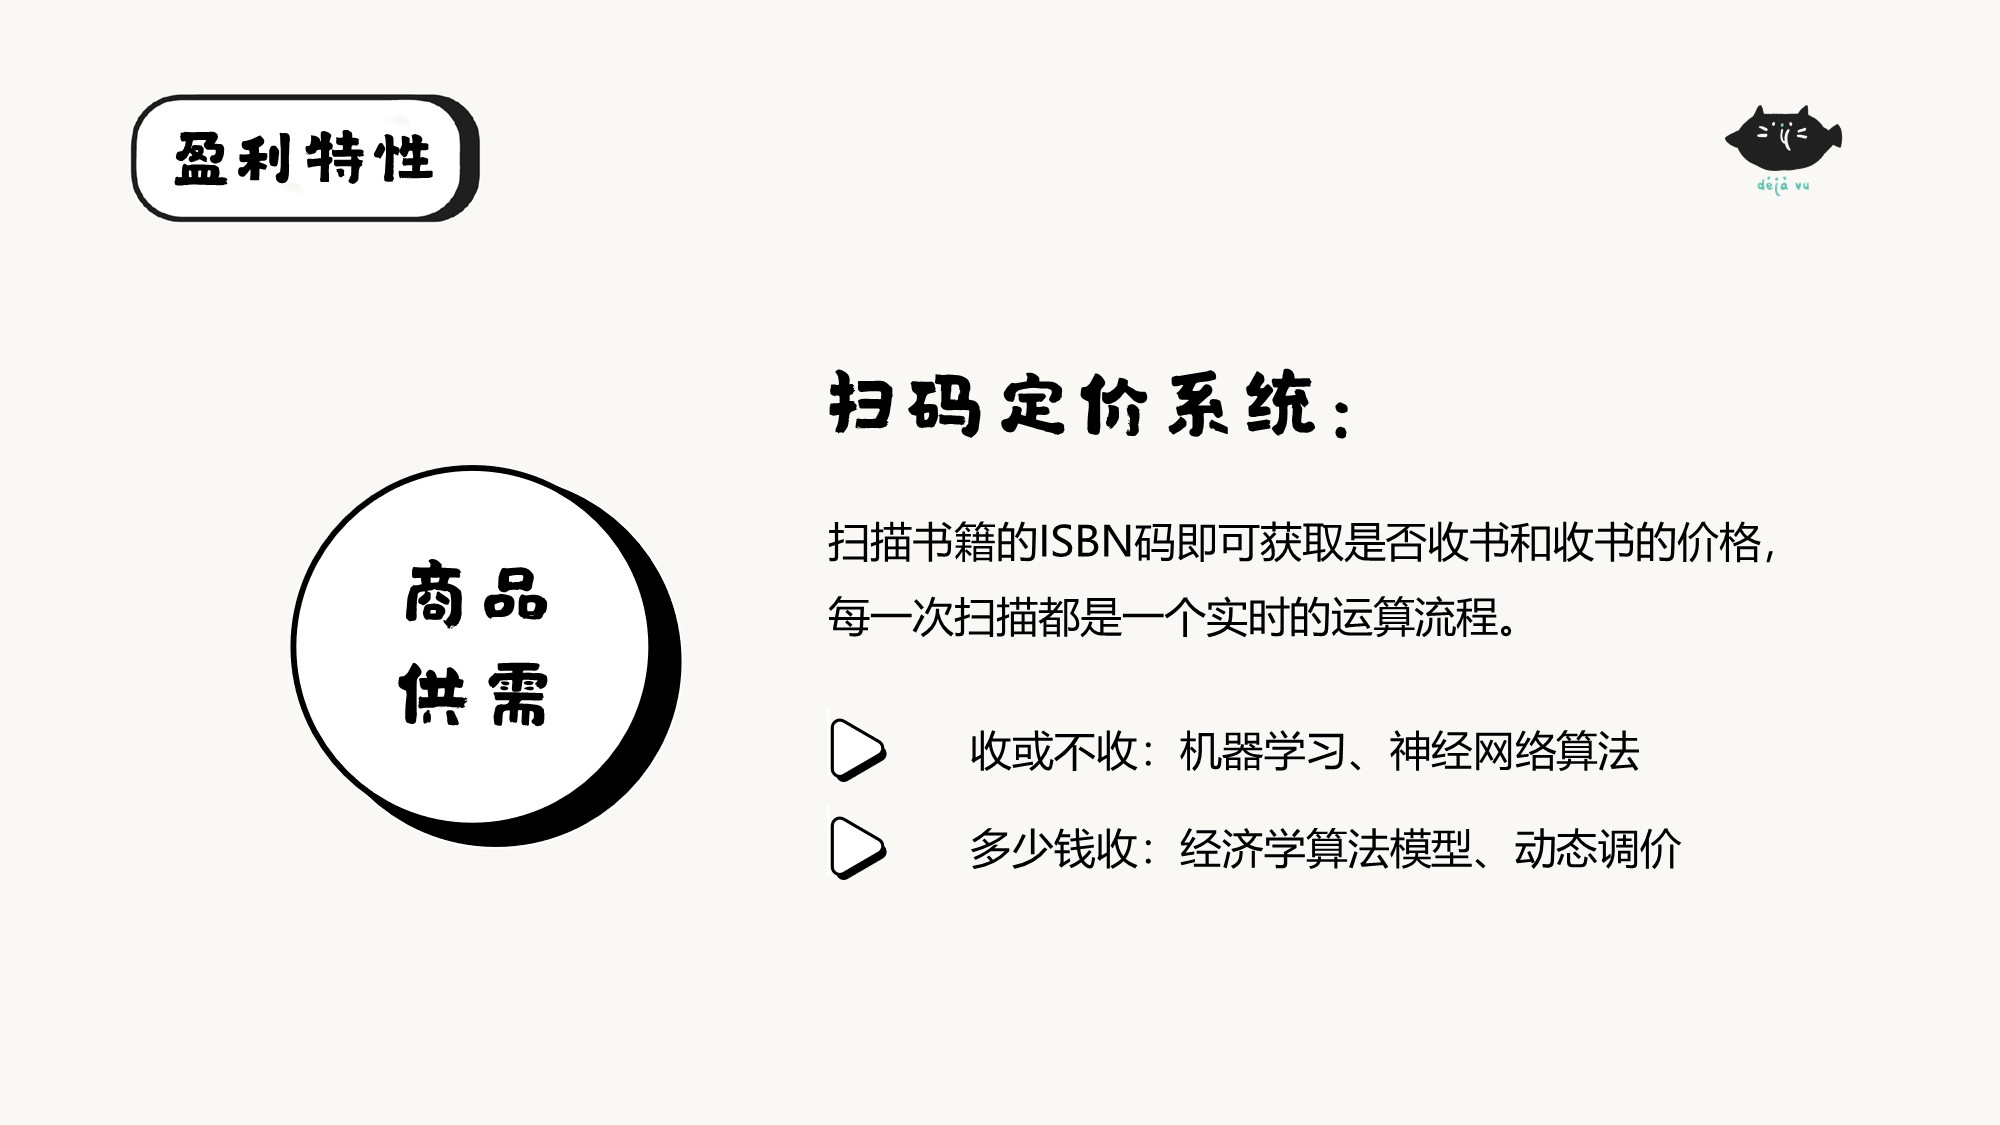 盈利特性
déjà vu
扫码定价系统：
扫描书籍的ISBN码即可获取是否收书和收书的价格，
每一次扫描都是一个实时的运算流程。
商品
供需
收或不收：机器学习、神经网络算法
多少钱收：经济学算法模型、动态调价